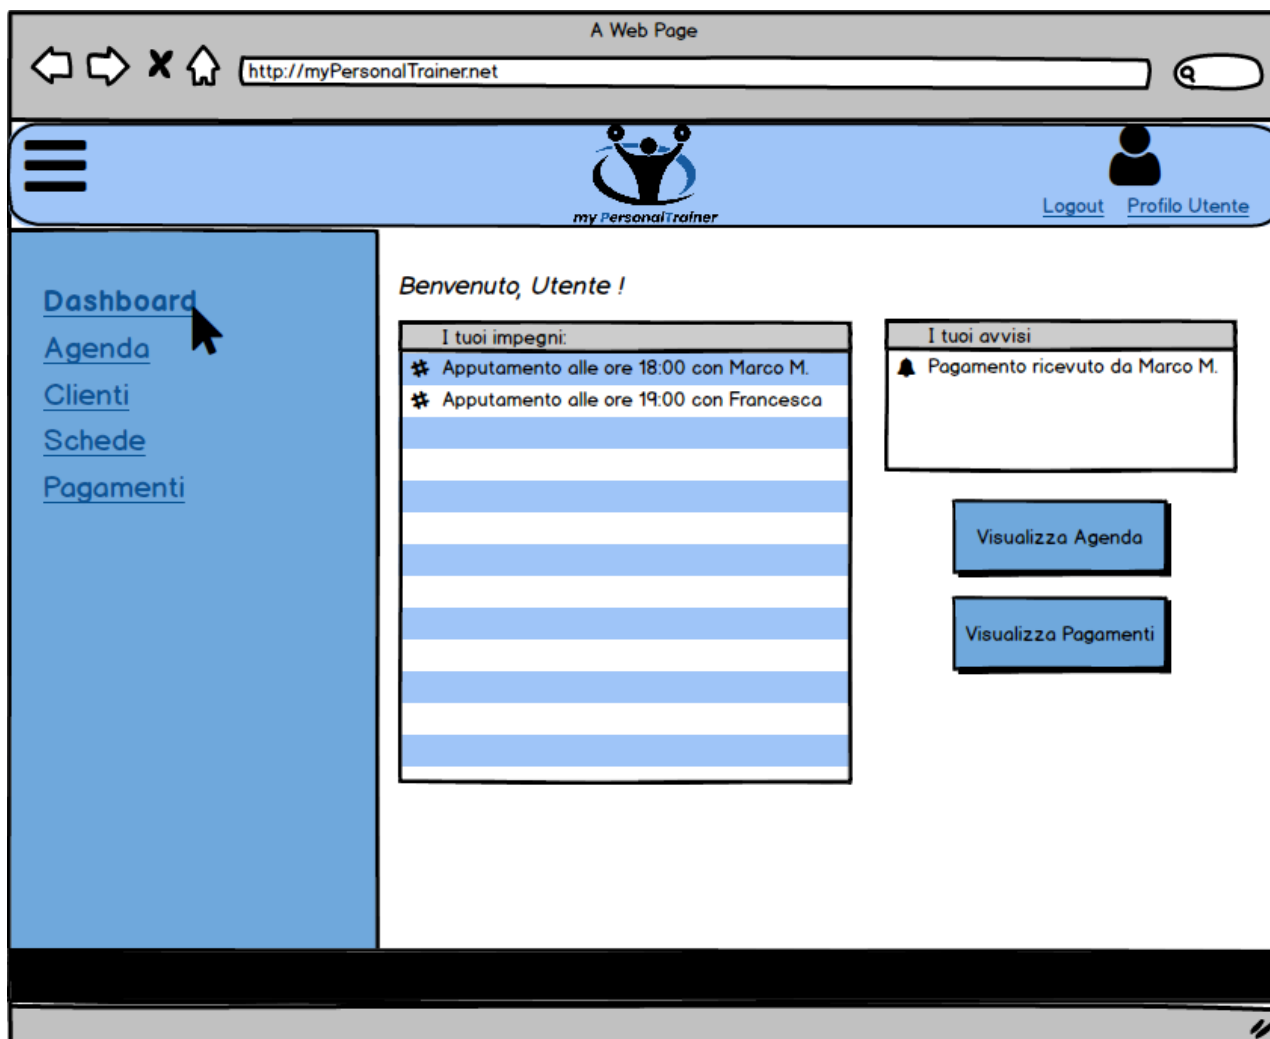 A Web Page
http://myPersonalTrainer.net
my PersonalTrainer
Logout Profilo Utente
Dashboard
Agenda
Clienti
Schede
Pagamenti
Benvenuto, Utente !
I tuoi impegni:
Apputamento alle ore 18:00 con Marco M.
Apputamento alle ore 19:00 con Francesca
I tuoi avvisi
Pagamento ricevuto da Marco M.
Visualizza Agenda
Visualizza Pagamenti